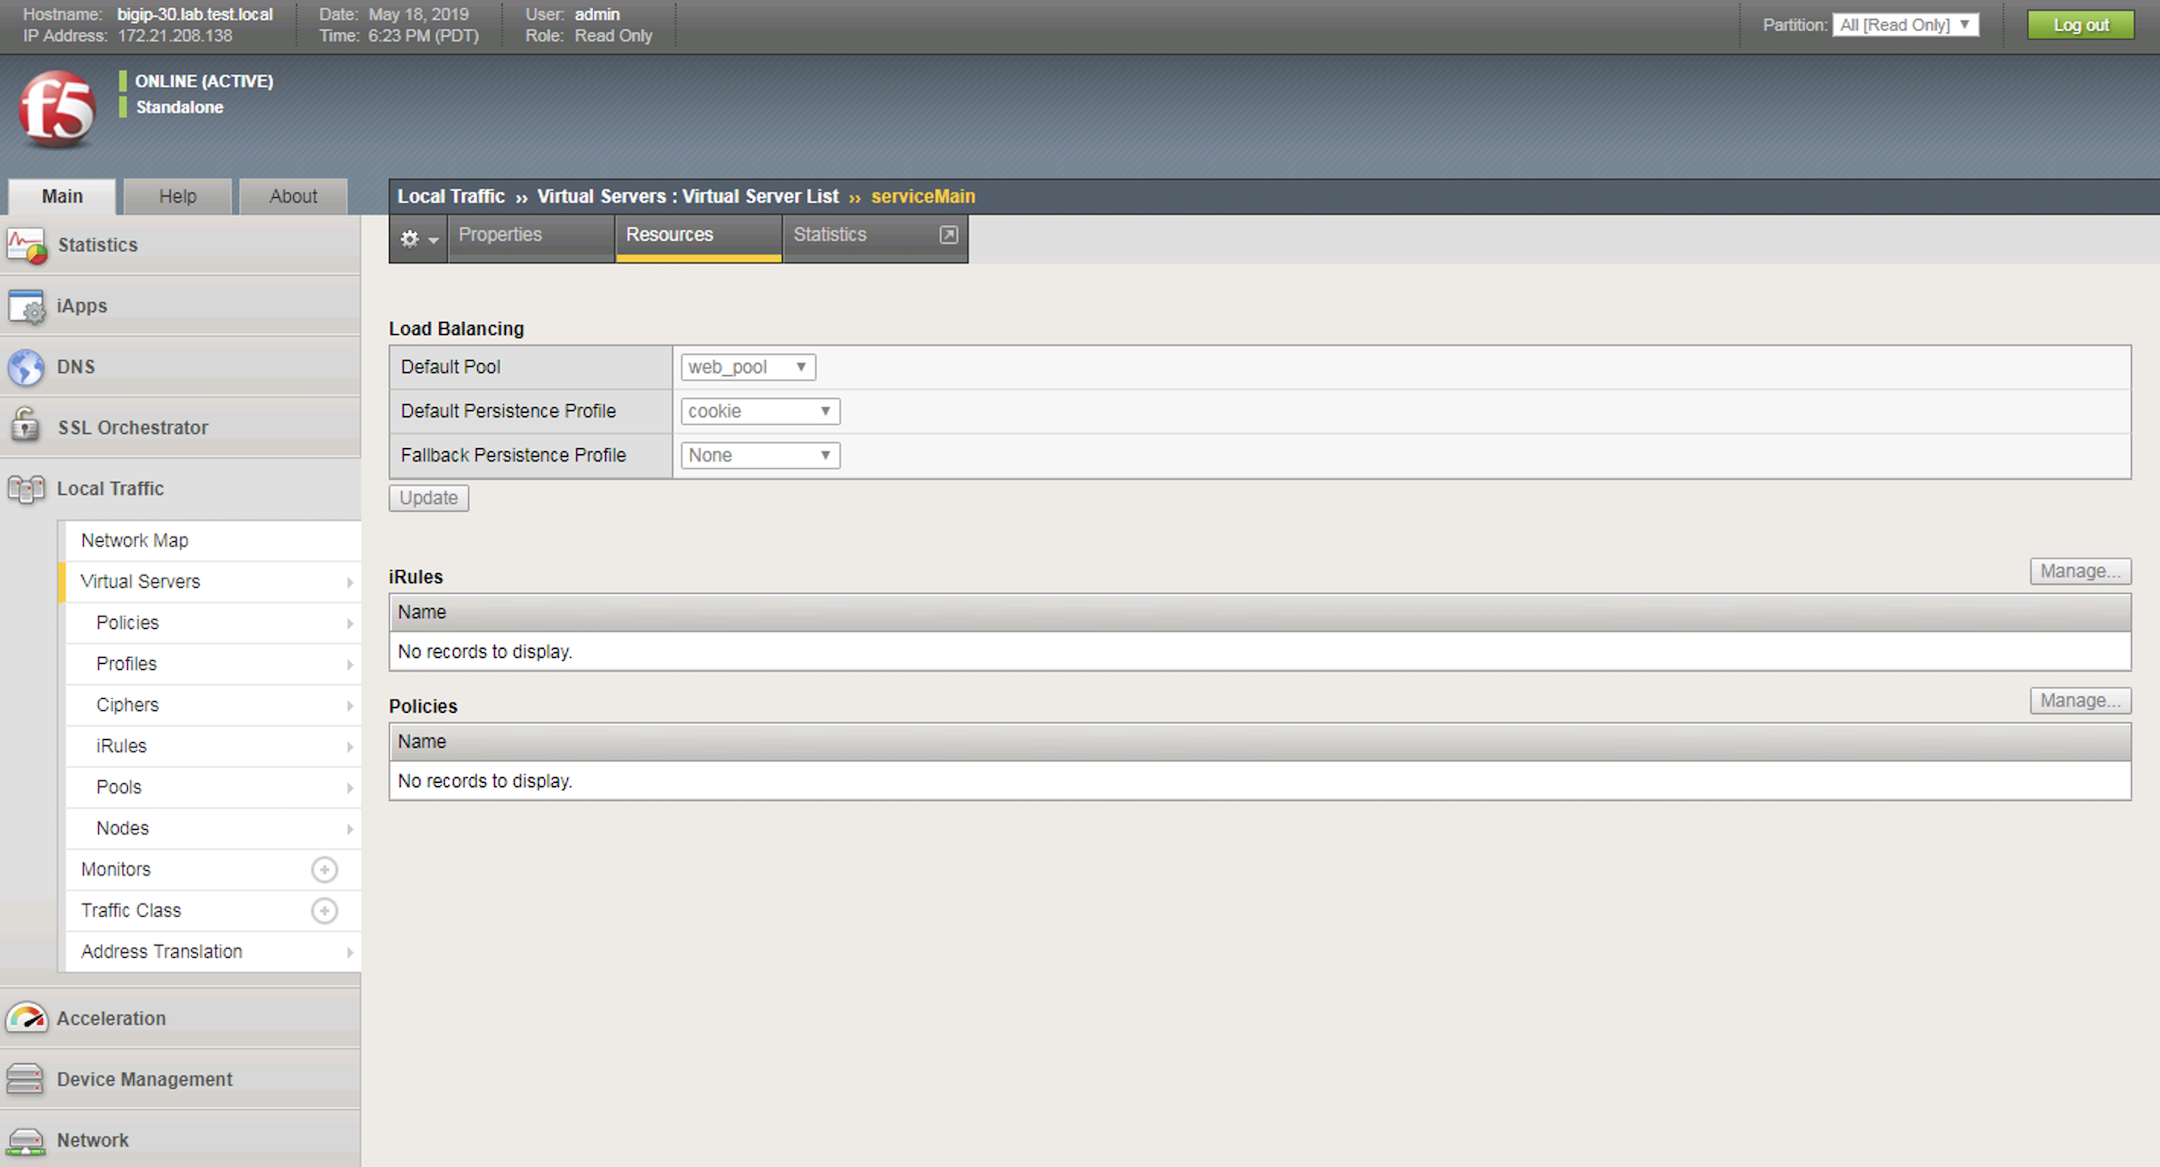 Hostname: bigip-30.lab.test.local Date: May 18, 2019 User: admin
IP Address: 172.21.208.138 Time: 6:23 PM (PDT) Role: Read Only
Partition: All [Read Only] Log out
f5
ONLINE (ACTIVE)
Standalone
Main Help About
Local Traffic ›› Virtual Servers : Virtual Server List ›› serviceMain
Properties Resources Statistics
Statistics
iApps
DNS
SSL Orchestrator
Local Traffic
Network Map
Virtual Servers
Policies
Profiles
Ciphers
iRules
Pools
Nodes
Monitors
Traffic Class
Address Translation
Acceleration
Device Management
Network
Load Balancing
Default Pool web_pool
Default Persistence Profile cookie
Fallback Persistence Profile None
Update
iRules Manage...
Name
No records to display.
Policies Manage...
Name
No records to display.